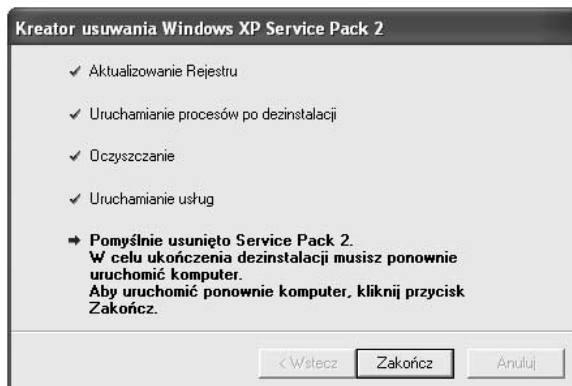 Kreator usuwania Windows XP Service Pack 2
Aktualizowanie Rejestru
Uruchamianie procesów po dezinstalacji
Oczyszczanie
Uruchamianie usług
Pomyślnie usunięto Service Pack 2.
W celu ukończenia dezinstalacji musisz ponownie
uruchomić komputer.
Aby uruchomić ponownie komputer, kliknij przycisk
Zakończ.
< Wstecz Zakończ Anuluj